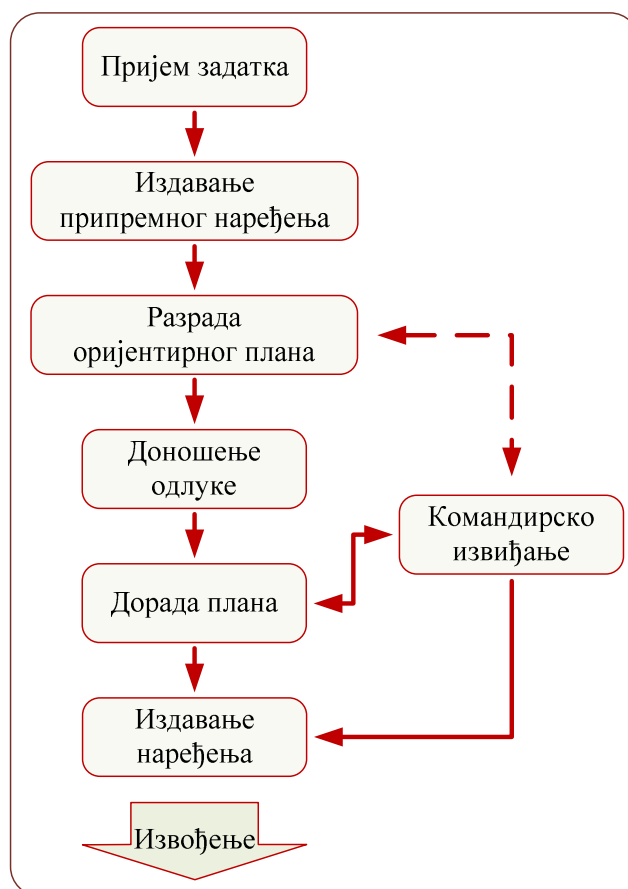 Пријем задатка
Издавање
припремног наређења
Разрада
оријентирног плана
Доношење
одлуке
Командирско
извиђање
Дорада плана
Издавање
наређења
Извођење